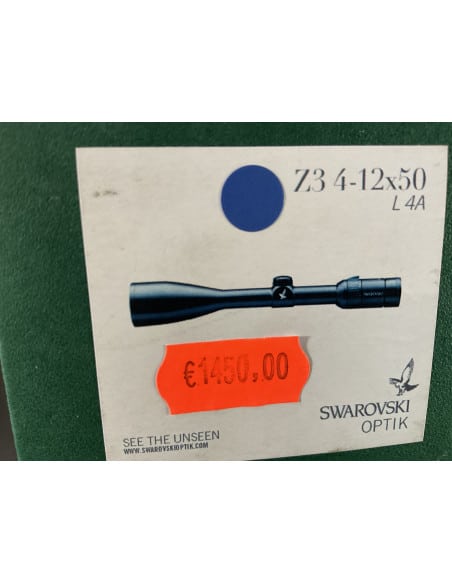 Z3 4-12x50
L 4A
€1450,00
SWAROVSKI
OPTIK
SEE THE UNSEEN
WWW.SWAROVSKIOPTIK.COM